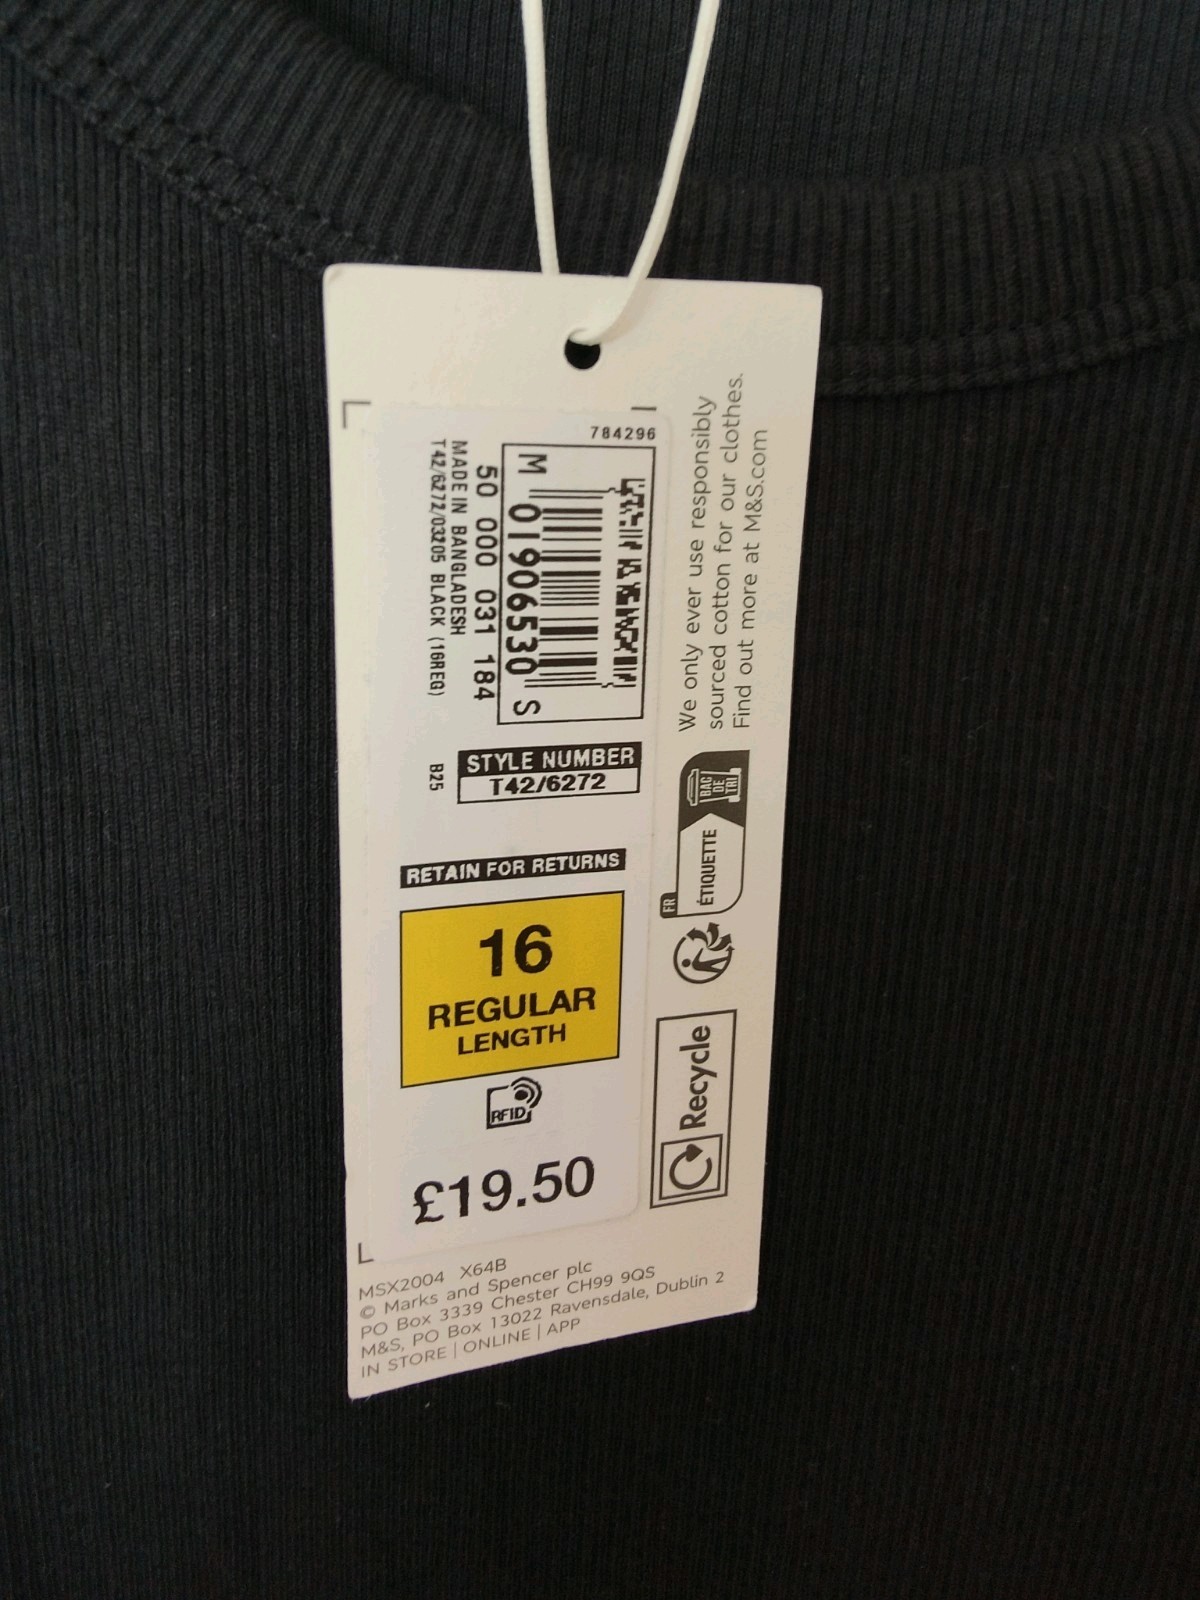 784296
M 01906530 S
50 000 031 184
MADE IN BANGLADESH
T42/6272/03205 BLACK (16REG) B25
STYLE NUMBER
T42/6272
RETAIN FOR RETURNS
16
REGULAR
LENGTH
RFID
£19.50
We only ever use responsibly
sourced cotton for our clothes.
Find out more at M&S.com
FR
ÉTIQUETTE
BAC
DE
TRI
Recycle
MSX2004 X64B
© Marks and Spencer plc
PO Box 3339 Chester CH99 9QS
M&S, PO Box 13022 Ravensdale, Dublin 2
IN STORE | ONLINE | APP